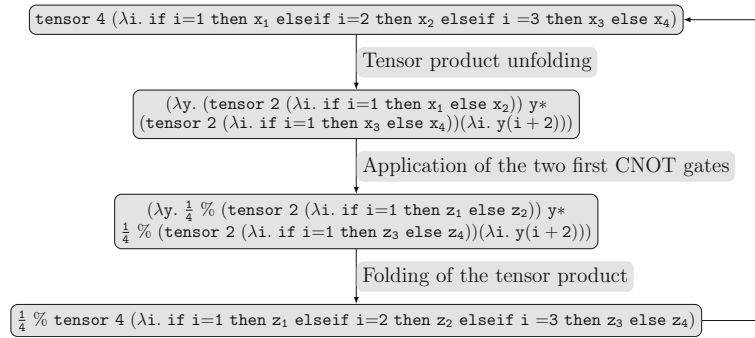 tensor 4 (λi. if i=1 then x₁ elseif i=2 then x₂ elseif i =3 then x₃ else x₄)
Tensor product unfolding
(λy. (tensor 2 (λi. if i=1 then x₁ else x₂)) y*
(tensor 2 (λi. if i=1 then x₃ else x₄))(λi. y(i + 2)))
Application of the two first CNOT gates
(λy. ¼ % (tensor 2 (λi. if i=1 then z₁ else z₂)) y*
¼ % (tensor 2 (λi. if i=1 then z₃ else z₄))(λi. y(i + 2)))
Folding of the tensor product
¼ % tensor 4 (λi. if i=1 then z₁ elseif i=2 then z₂ elseif i =3 then z₃ else z₄)